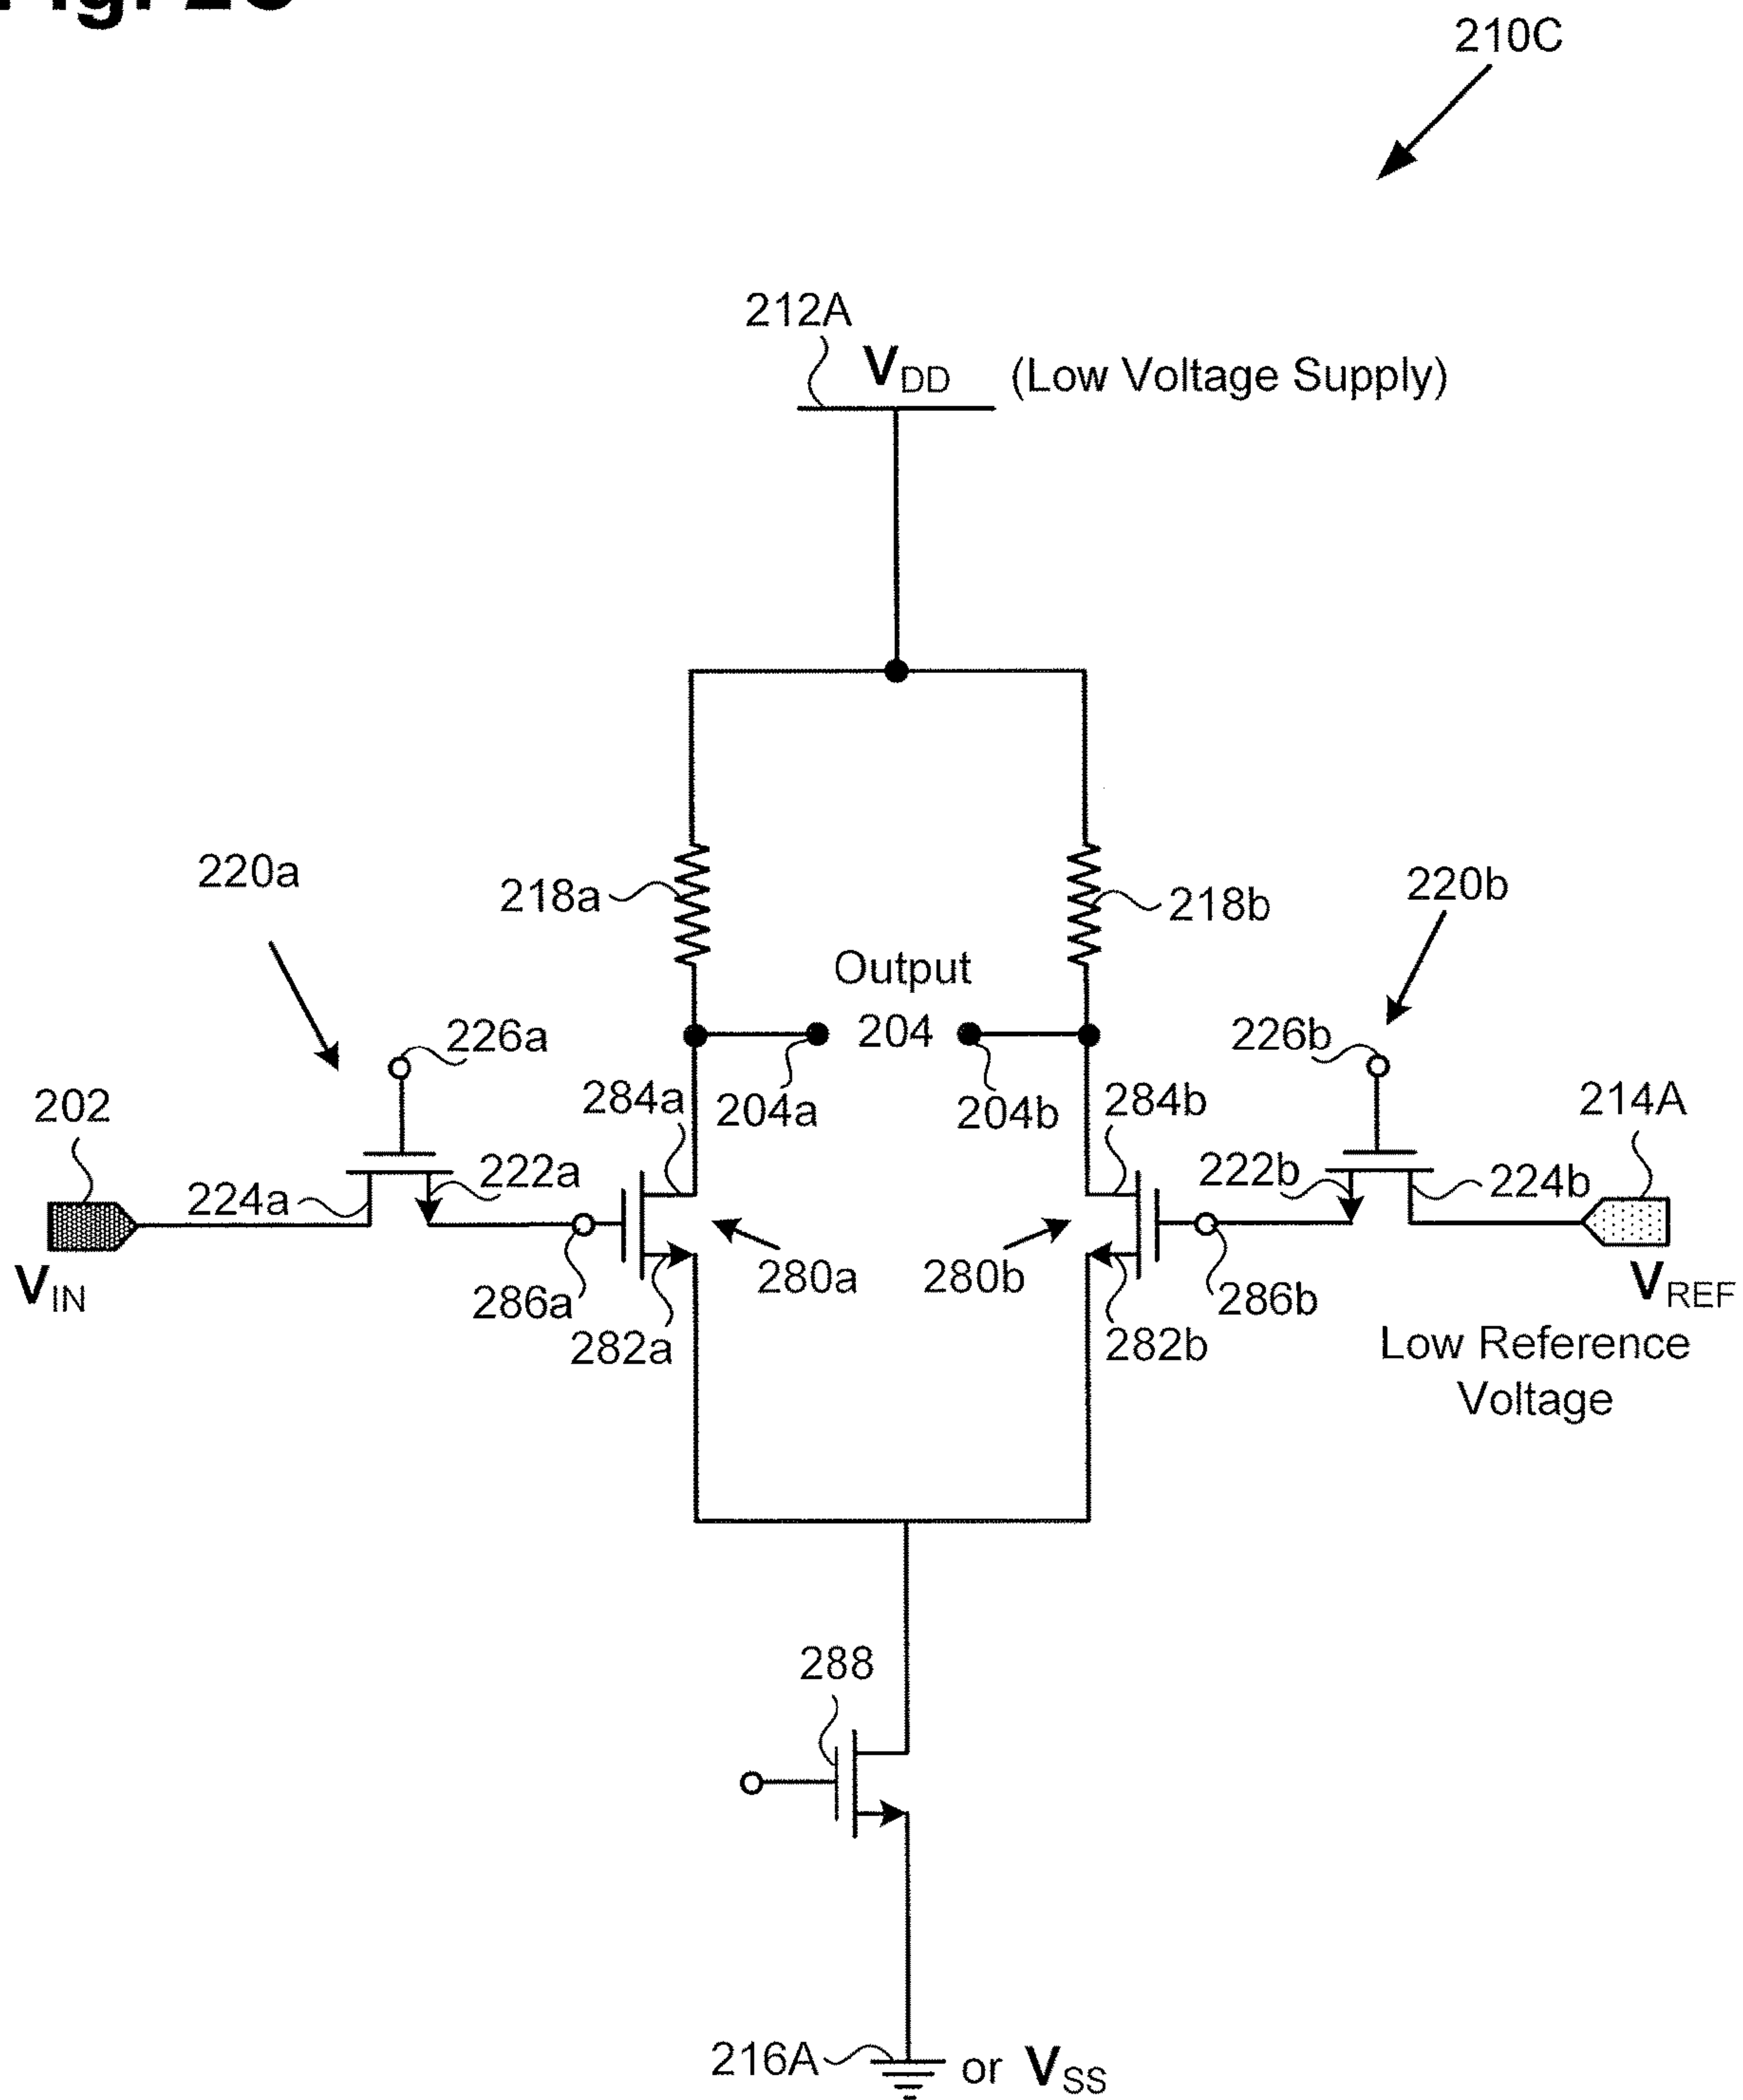 210C
212A
VDD (Low Voltage Supply)
220a
218a
218b
220b
Output
204
226a
226b
202
284a
204a
204b
284b
214A
224a
222a
222b
224b
VIN
286a
280a
280b
286b
VREF
282a
282b
Low Reference
Voltage
288
216A
or VSS